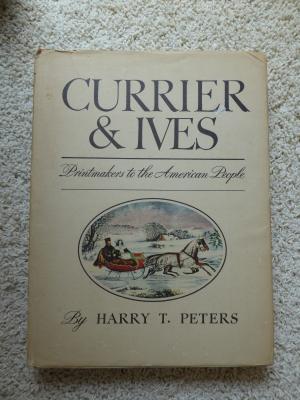 CURRIER
& IVES
Printmakers to the American People
By HARRY T. PETERS